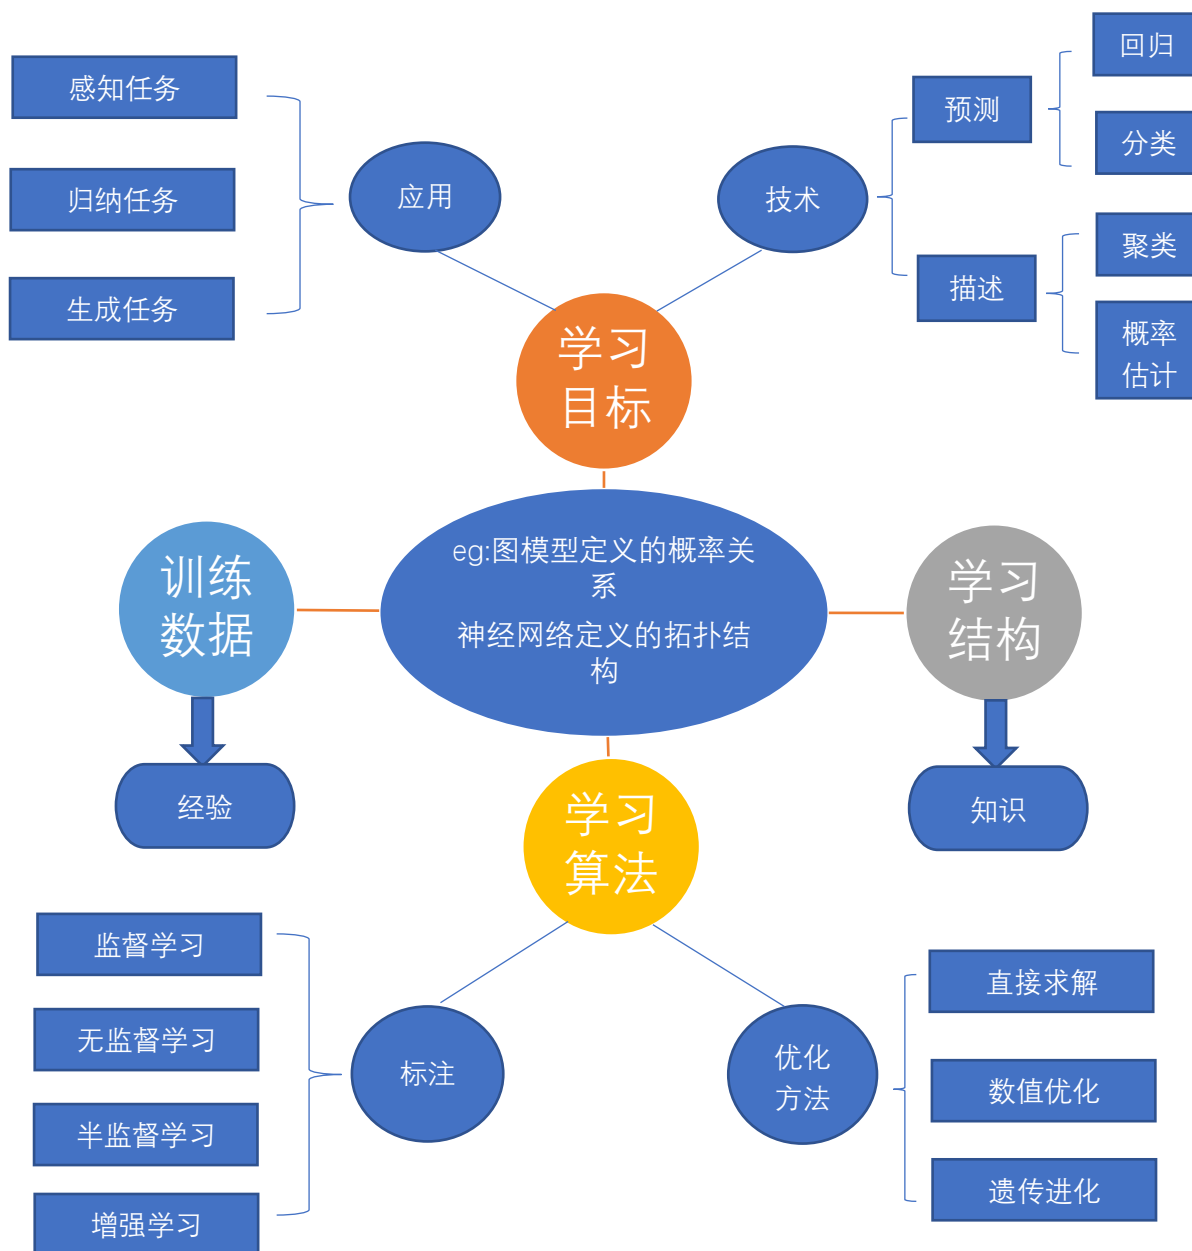 感知任务
归纳任务
生成任务
应用
技术
预测
描述
回归
分类
聚类
概率
估计
学习
目标
训练
数据
eg:图模型定义的概率关
系
神经网络定义的拓扑结
构
学习
结构
经验
知识
学习
算法
监督学习
无监督学习
半监督学习
增强学习
标注
优化
方法
直接求解
数值优化
遗传进化